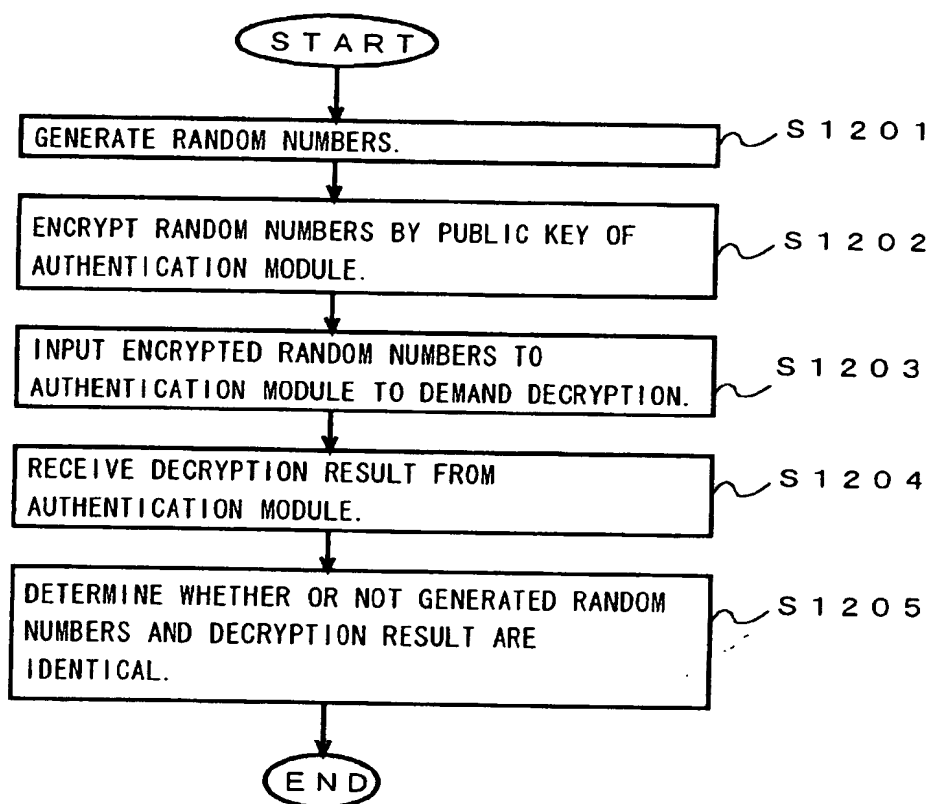 START
GENERATE RANDOM NUMBERS.
S1201
ENCRYPT RANDOM NUMBERS BY PUBLIC KEY OF
AUTHENTICATION MODULE.
S1202
INPUT ENCRYPTED RANDOM NUMBERS TO
AUTHENTICATION MODULE TO DEMAND DECRYPTION.
S1203
RECEIVE DECRYPTION RESULT FROM
AUTHENTICATION MODULE.
S1204
DETERMINE WHETHER OR NOT GENERATED RANDOM
NUMBERS AND DECRYPTION RESULT ARE
IDENTICAL.
S1205
END